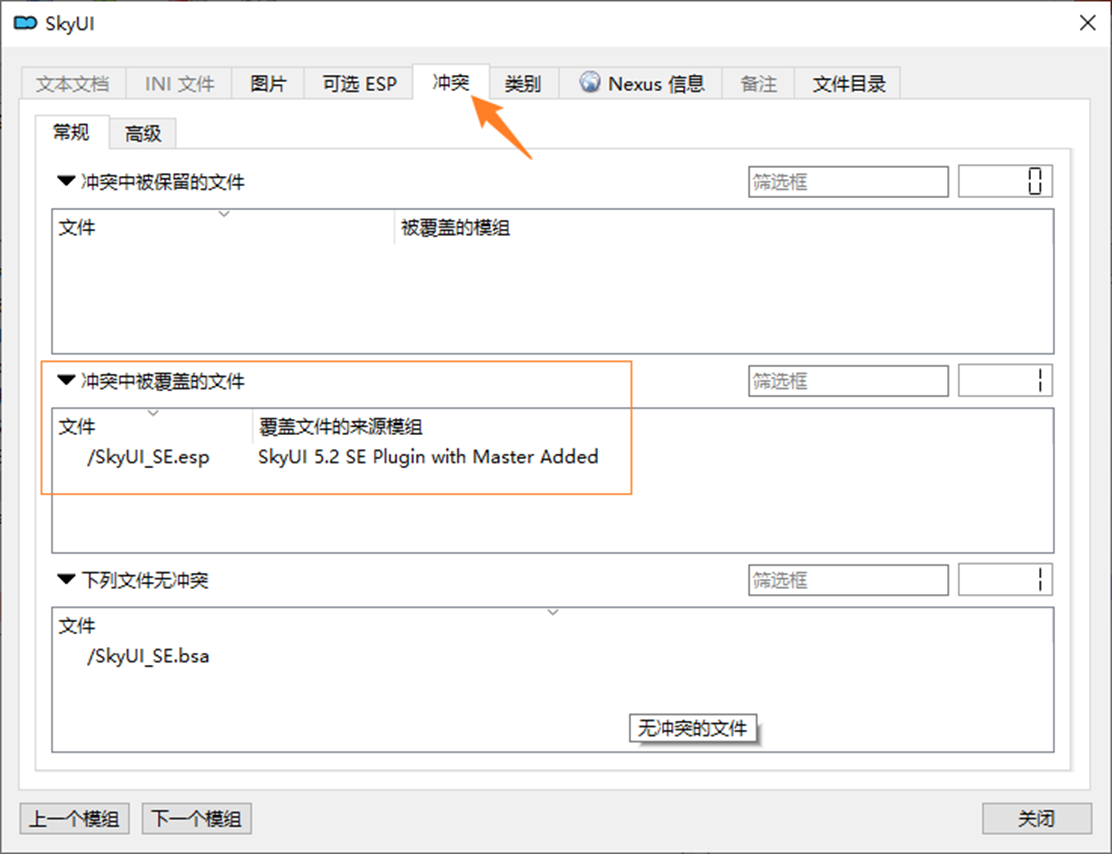 SkyUI
文本文档 INI 文件 图片 可选 ESP 冲突 类别 Nexus 信息 备注 文件目录
常规 高级
冲突中被保留的文件 筛选框 0
文件 被覆盖的模组
冲突中被覆盖的文件 筛选框 1
文件 覆盖文件的来源模组
/SkyUI_SE.esp SkyUI 5.2 SE Plugin with Master Added
下列文件无冲突 筛选框 1
文件
/SkyUI_SE.bsa
无冲突的文件
上一个模组 下一个模组 关闭